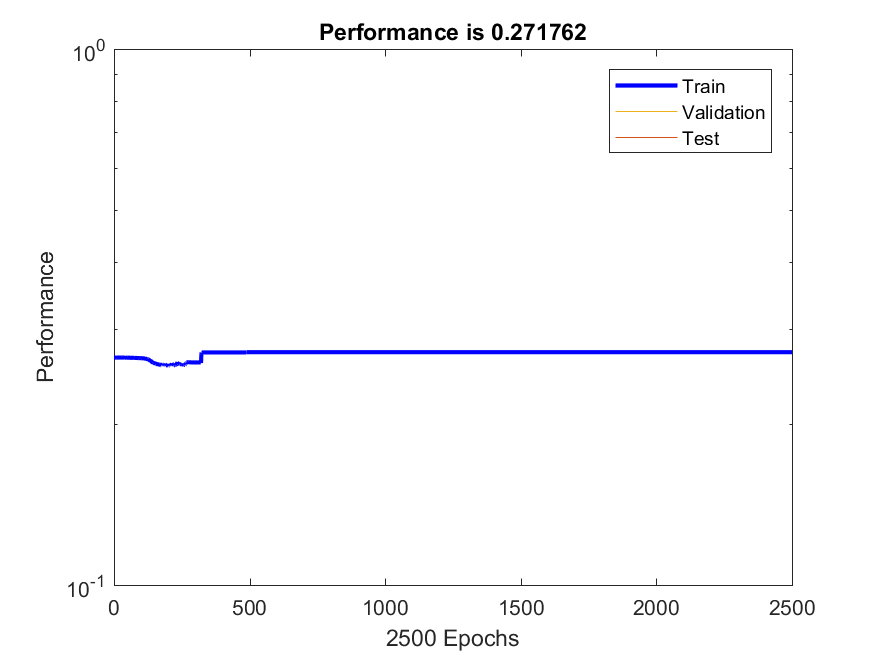 Performance is 0.271762
10^0
Train
Validation
Test
Performance
10^-1
0 500 1000 1500 2000 2500
2500 Epochs